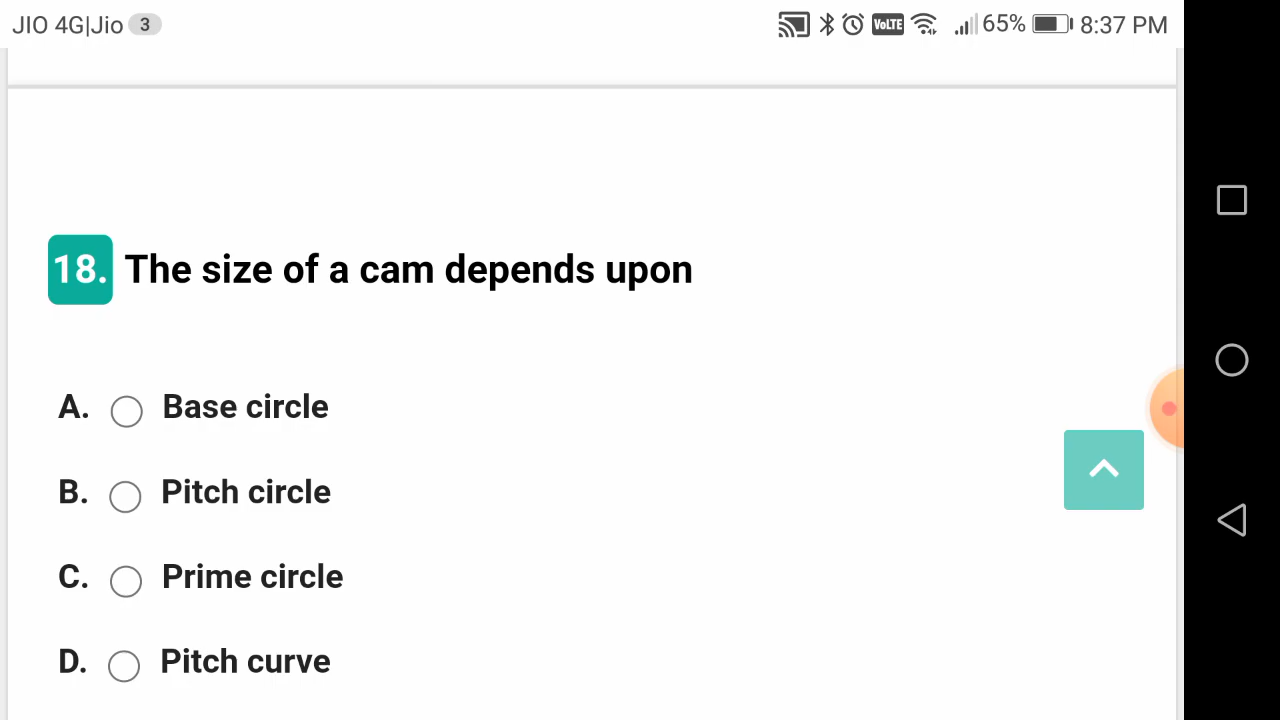 JIO 4G|Jio 3 VoLTE 65% 8:37 PM
18. The size of a cam depends upon
A. Base circle
B. Pitch circle
C. Prime circle
D. Pitch curve